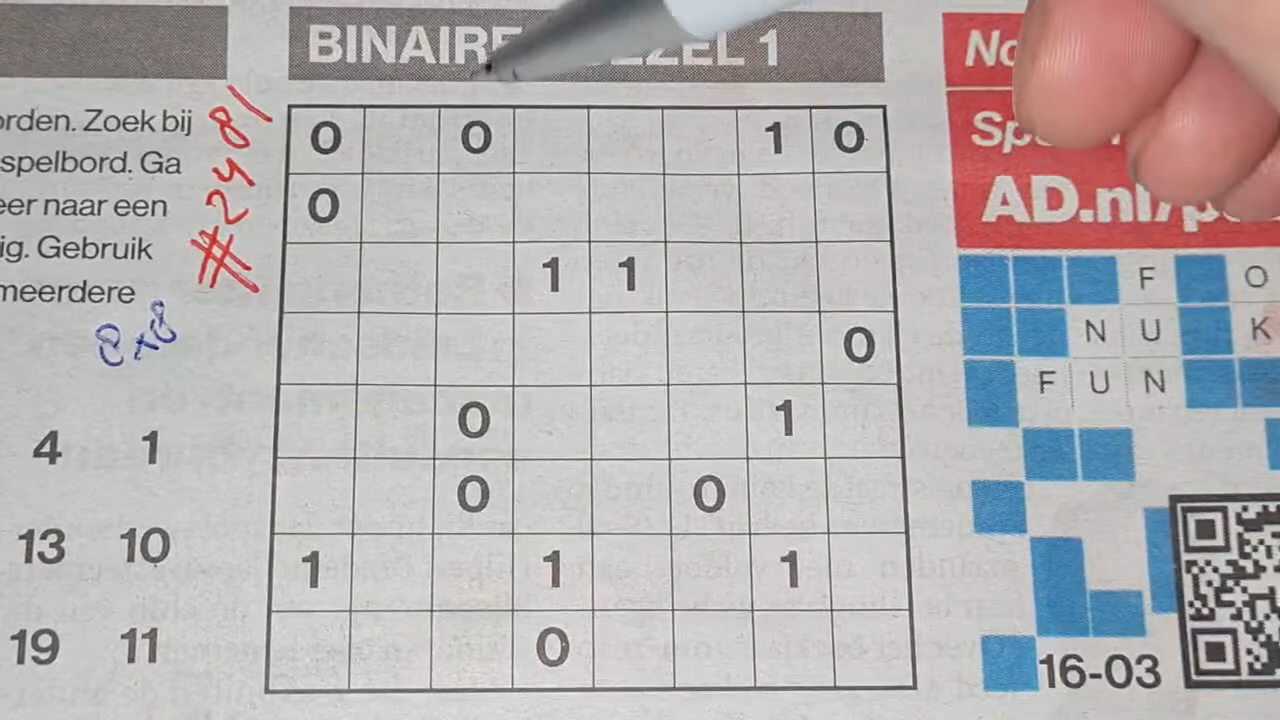 BINAIRE 1
orden. Zoek bij
spelbord. Ga
eer naar een
ig. Gebruik
meerdere
#2481
8x8
4 1
13 10
19 11
0 0 1 0
0
1 1
0
0 1
0 0
1 1 1
0
No
AD.nl/p
F O
N U K
F U N
16-03